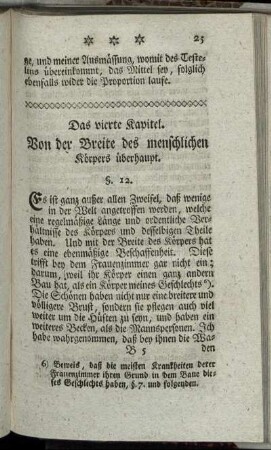 * * * 25
ge, und meiner Ausmässung, womit des Teste-
lins übereinkommt, das Mittel sey, folglich
ebenfalls wider die Proportion laufe.
Das vierte Kapitel.
Von der Breite des menschlichen
Körpers überhaupt.
§. 12.
Es ist ganz außer allen Zweifel, daß wenige
in der Welt angetroffen werden, welche
eine regelmäßige Länge und ordentliche Ver-
hältnisse des Körpers und desselbigen Theile
haben. Und mit der Breite des Körpers hat
es eine ebenmäßige Beschaffenheit. Diese
trifft bey dem Frauenzimmer gar nicht ein;
darum, weil ihr Körper einen ganz andern
Bau hat, als ein Körper meines Geschlechts 6).
Die Schönen haben nicht nur eine breitere und
völligere Brust, sondern sie pflegen auch viel
weiter um die Hüften zu seyn, und haben ein
weiteres Becken, als die Mannspersonen. Ich
habe wahrgenommen, daß bey ihnen die Wa-
B 5 den
6) Beweis, daß die meisten Krankheiten derer
Frauenzimmer ihren Grund in dem Baue die-
ses Geschlechts haben, §. 7. und folgenden.